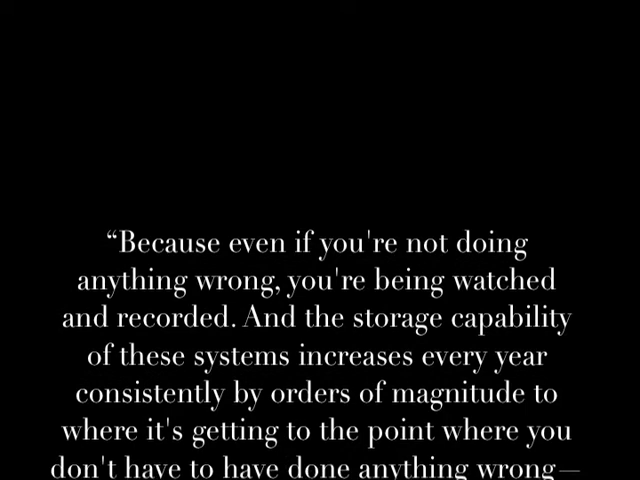 “Because even if you're not doing
anything wrong, you're being watched
and recorded. And the storage capability
of these systems increases every year
consistently by orders of magnitude to
where it's getting to the point where you
don't have to have done anything wrong—